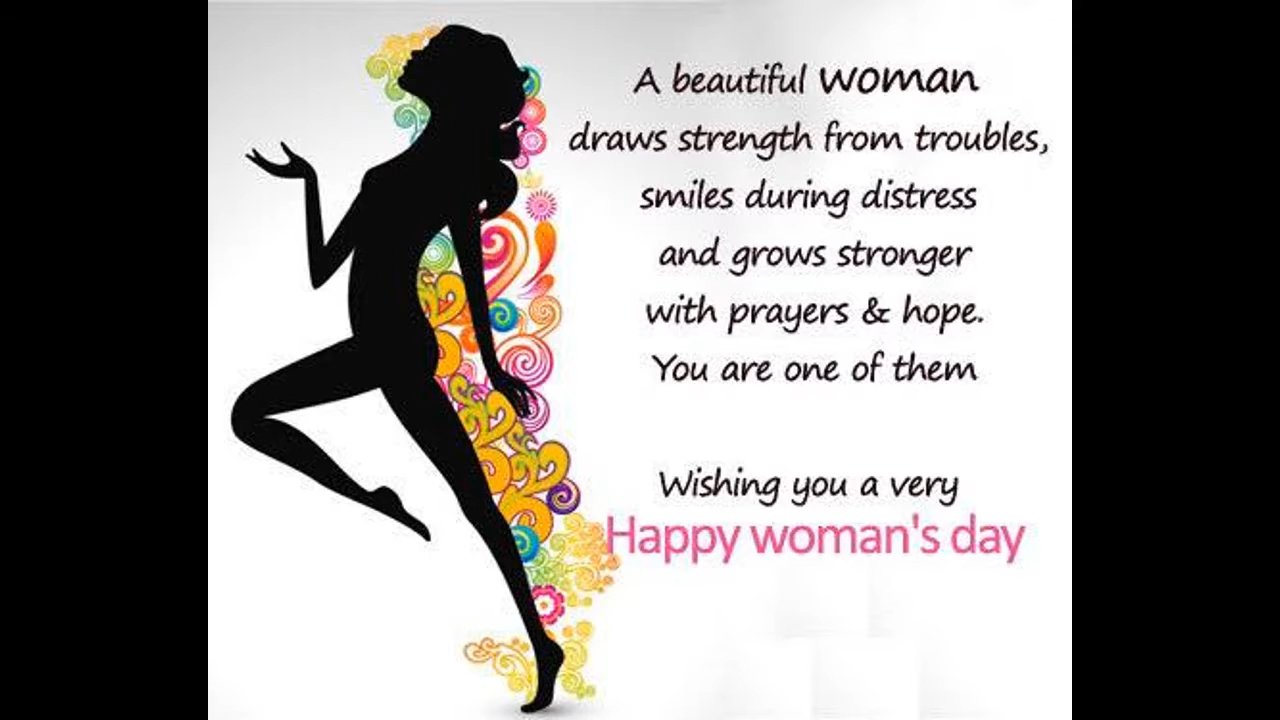 A beautiful woman
draws strength from troubles,
smiles during distress
and grows stronger
with prayers & hope.
You are one of them
Wishing you a very
Happy woman's day